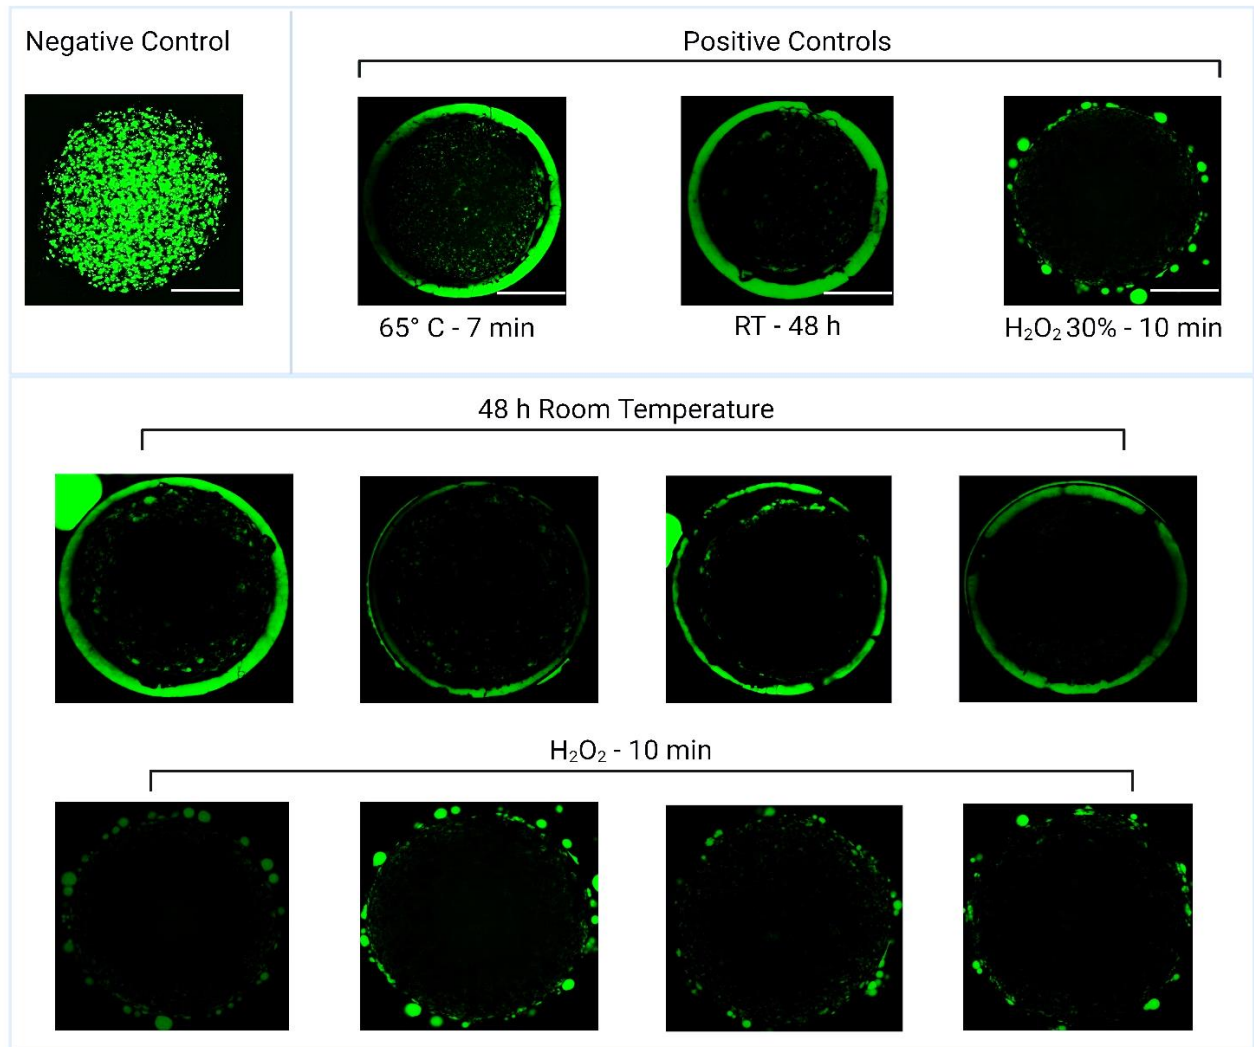 Negative Control
Positive Controls
65° C - 7 min
RT - 48 h
H₂O₂ 30% - 10 min
48 h Room Temperature
H₂O₂ - 10 min